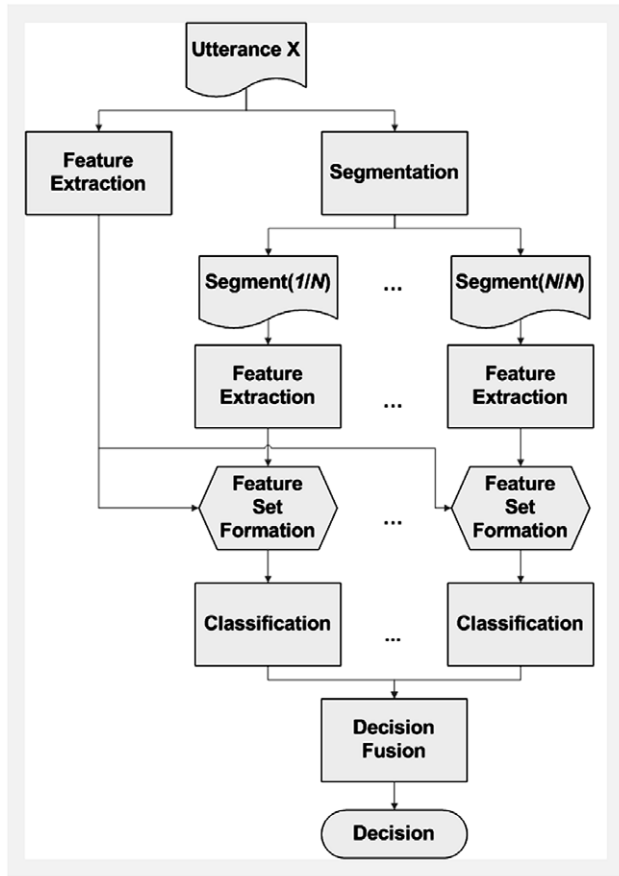 Utterance X
Feature
Extraction
Segmentation
Segment(1/N)
...
Segment(N/N)
Feature
Extraction
...
Feature
Extraction
Feature
Set
Formation
...
Feature
Set
Formation
Classification
...
Classification
Decision
Fusion
Decision